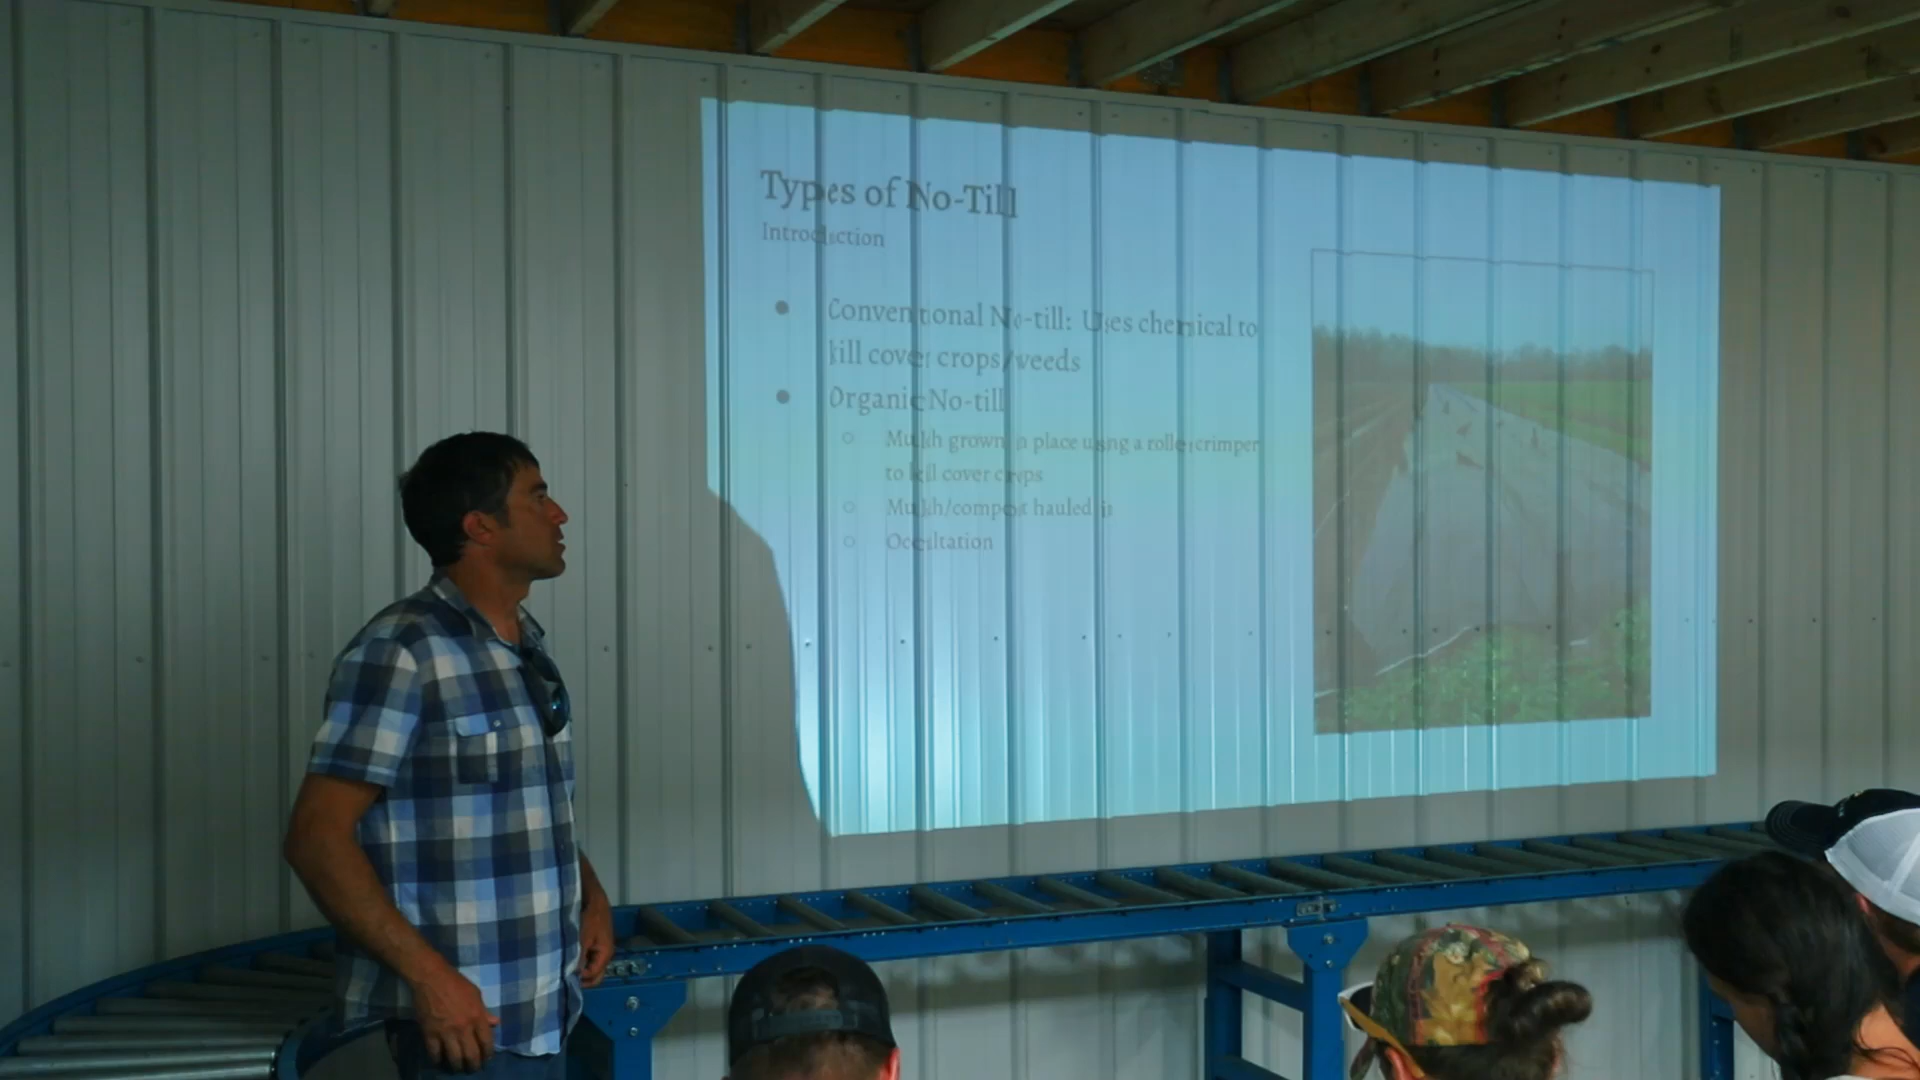 Types of No-Till
Introduction
● Conventional No-till: Uses chemical to
kill cover crops/weeds
● Organic No-till
○ Mulch grown in place using a roller crimper
to kill cover crops
○ Mulch/compost hauled in
○ Occultation